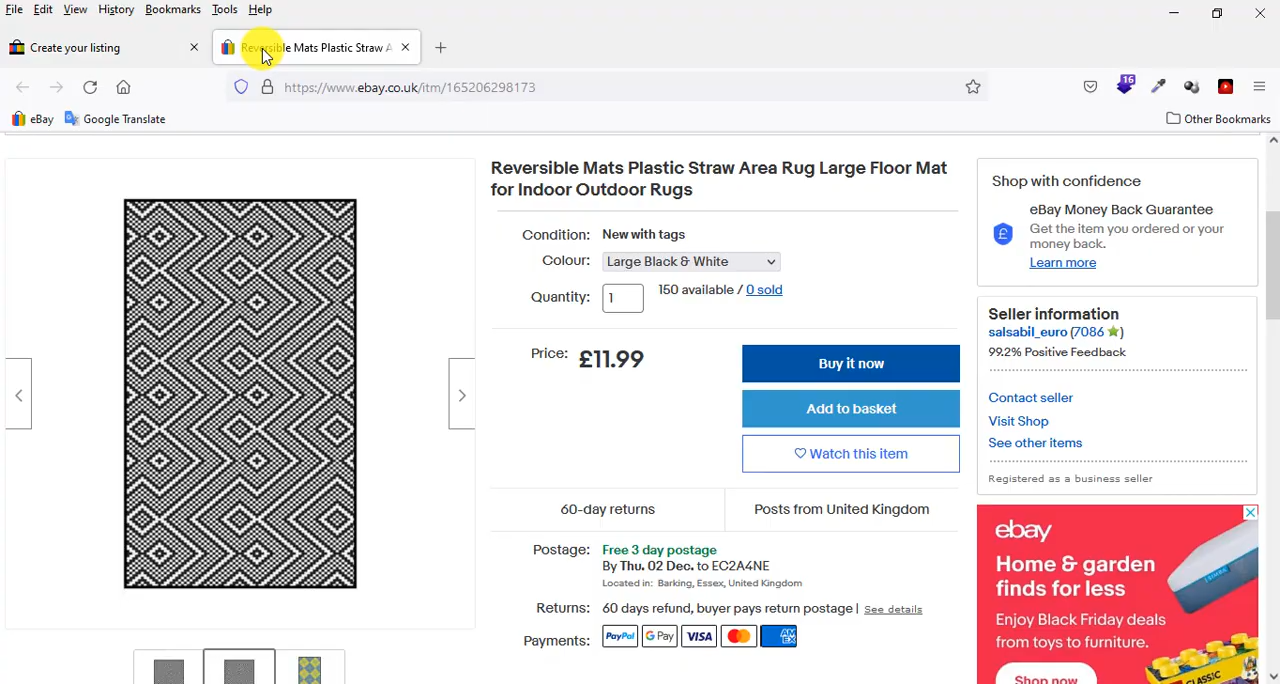 File Edit View History Bookmarks Tools Help
Create your listing
Reversible Mats Plastic Straw A
https://www.ebay.co.uk/itm/165206298173
16
eBay Google Translate Other Bookmarks
Reversible Mats Plastic Straw Area Rug Large Floor Mat
for Indoor Outdoor Rugs
Condition: New with tags
Colour: Large Black & White
Quantity: 1 150 available / 0 sold
Price: £11.99
Buy it now
Add to basket
Watch this item
60-day returns Posts from United Kingdom
Postage: Free 3 day postage
By Thu. 02 Dec. to EC2A4NE
Located in: Barking, Essex, United Kingdom
Returns: 60 days refund, buyer pays return postage | See details
Payments: PayPal G Pay VISA AM EX
Shop with confidence
eBay Money Back Guarantee
Get the item you ordered or your
money back.
Learn more
Seller information
salsabil_euro (7086)
99.2% Positive Feedback
Contact seller
Visit Shop
See other items
Registered as a business seller
ebay
Home & garden
finds for less
Enjoy Black Friday deals
from toys to furniture.
Shop now
CLASSIC